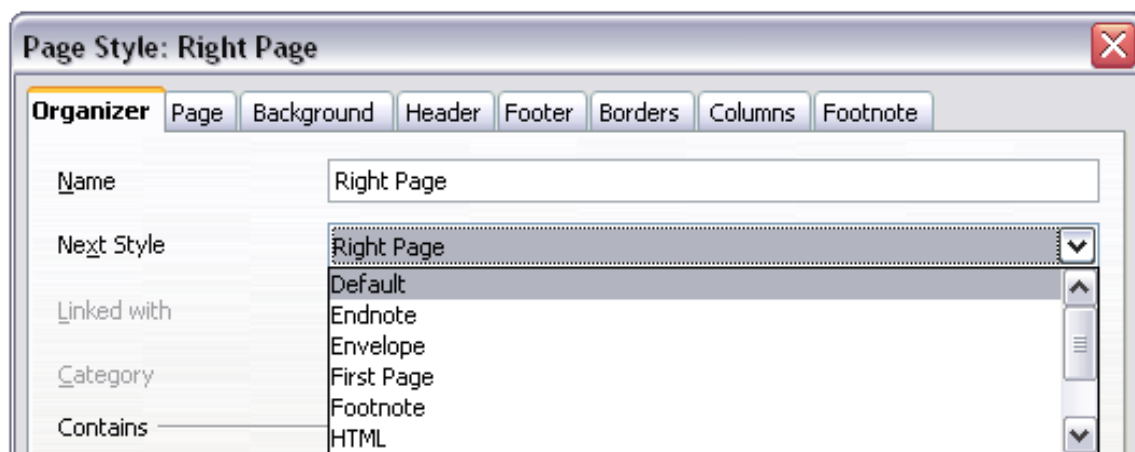 Page Style: Right Page
Organizer Page Background Header Footer Borders Columns Footnote
Name Right Page
Next Style Right Page
Default
Linked with
Endnote
Envelope
Category
First Page
Footnote
Contains
HTML